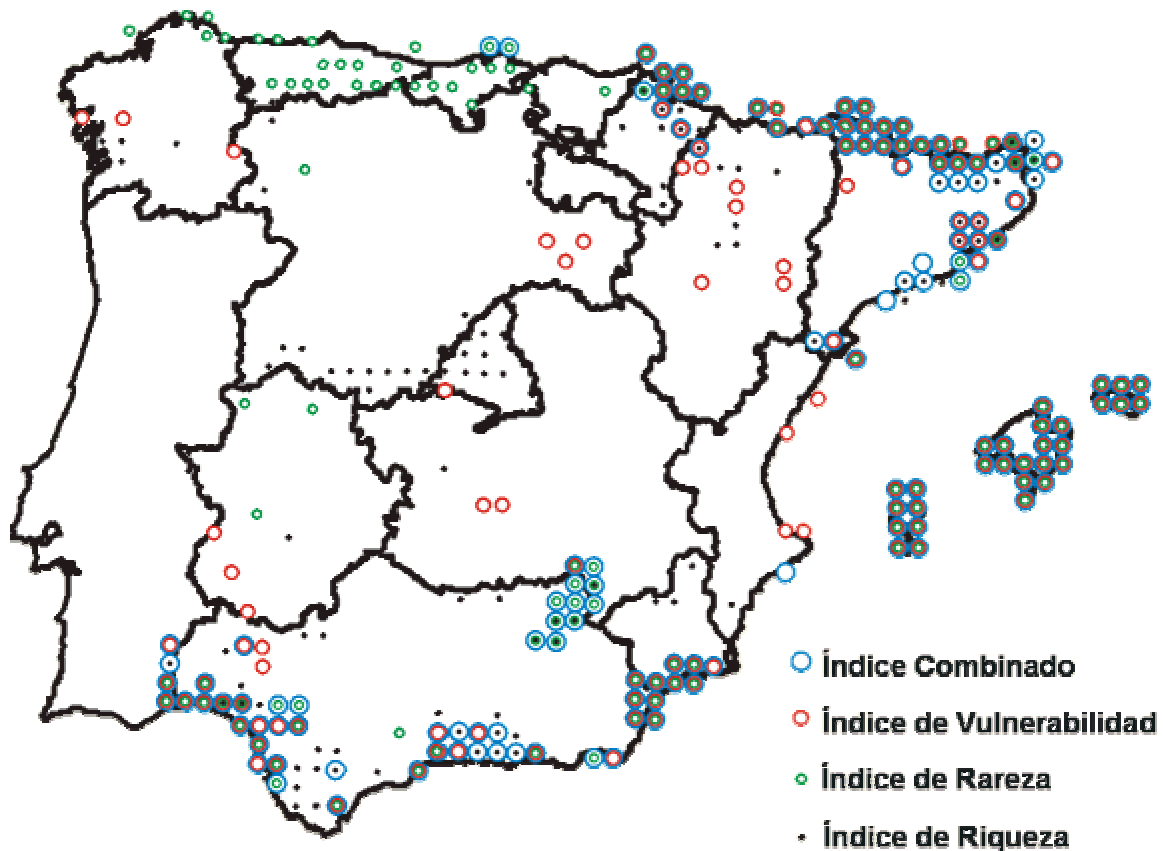 Índice Combinado
Índice de Vulnerabilidad
Índice de Rareza
Índice de Riqueza